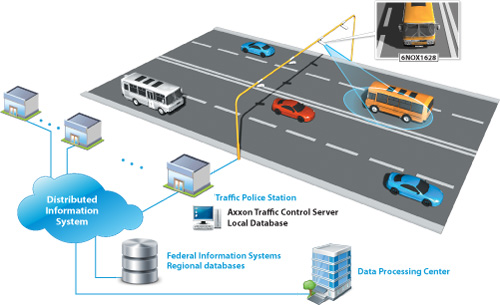 6NOX1628
Distributed
Information
System
Traffic Police Station
Axxon Traffic Control Server
Local Database
Federal Information Systems
Regional databases
Data Processing Center